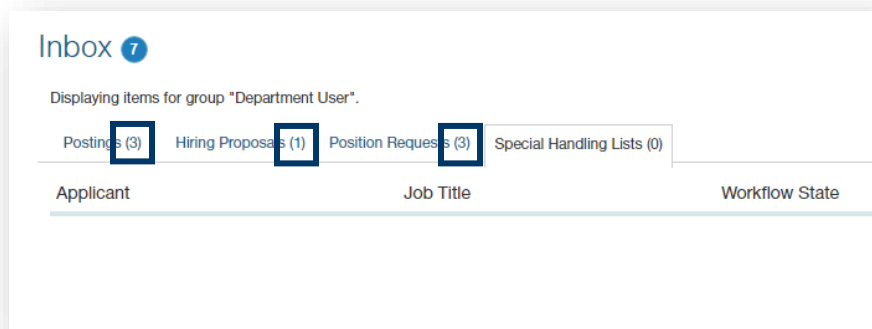 Inbox 7
Displaying items for group "Department User".
Postings (3) Hiring Proposals (1) Position Requests (3) Special Handling Lists (0)
Applicant Job Title Workflow State